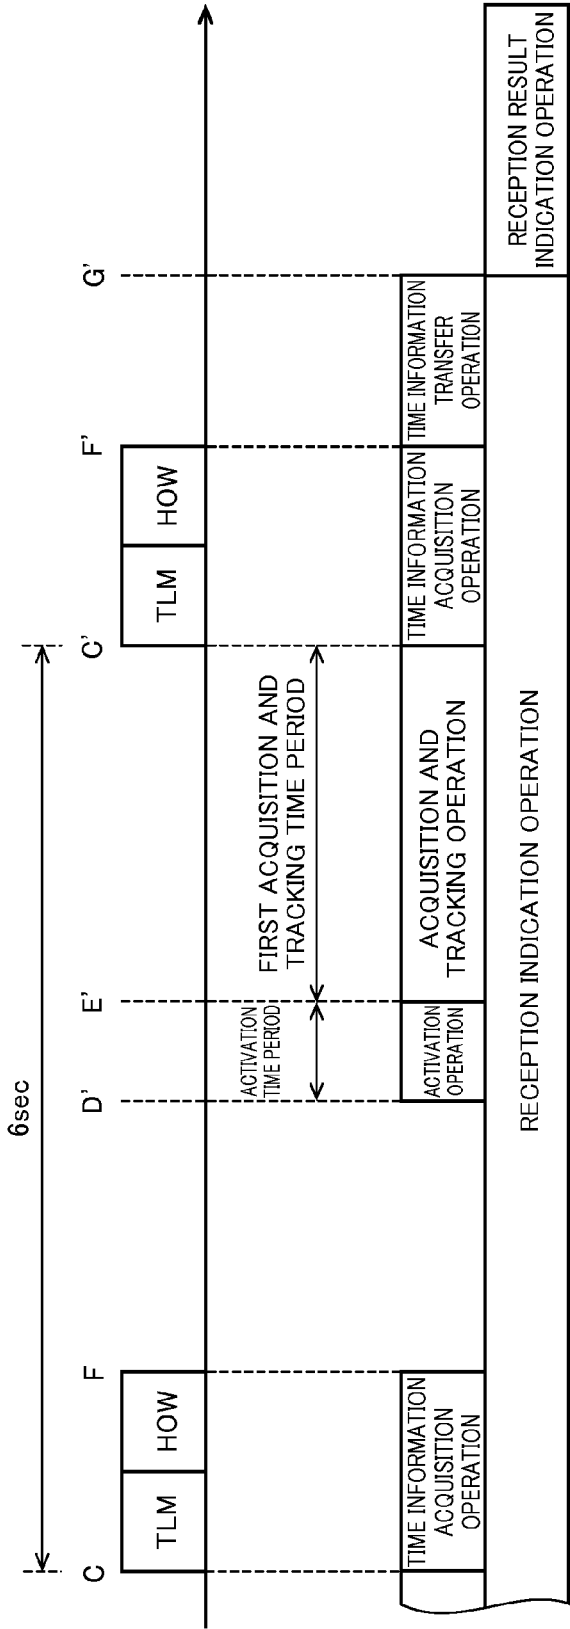 6sec
C
F
D'
E'
C'
F'
G'
TLM
HOW
TLM
HOW
ACTIVATION
TIME PERIOD
FIRST ACQUISITION AND
TRACKING TIME PERIOD
TIME INFORMATION
ACQUISITION
OPERATION
ACTIVATION
OPERATION
ACQUISITION AND
TRACKING OPERATION
TIME INFORMATION
ACQUISITION
OPERATION
TIME INFORMATION
TRANSFER
OPERATION
RECEPTION INDICATION OPERATION
RECEPTION RESULT
INDICATION OPERATION